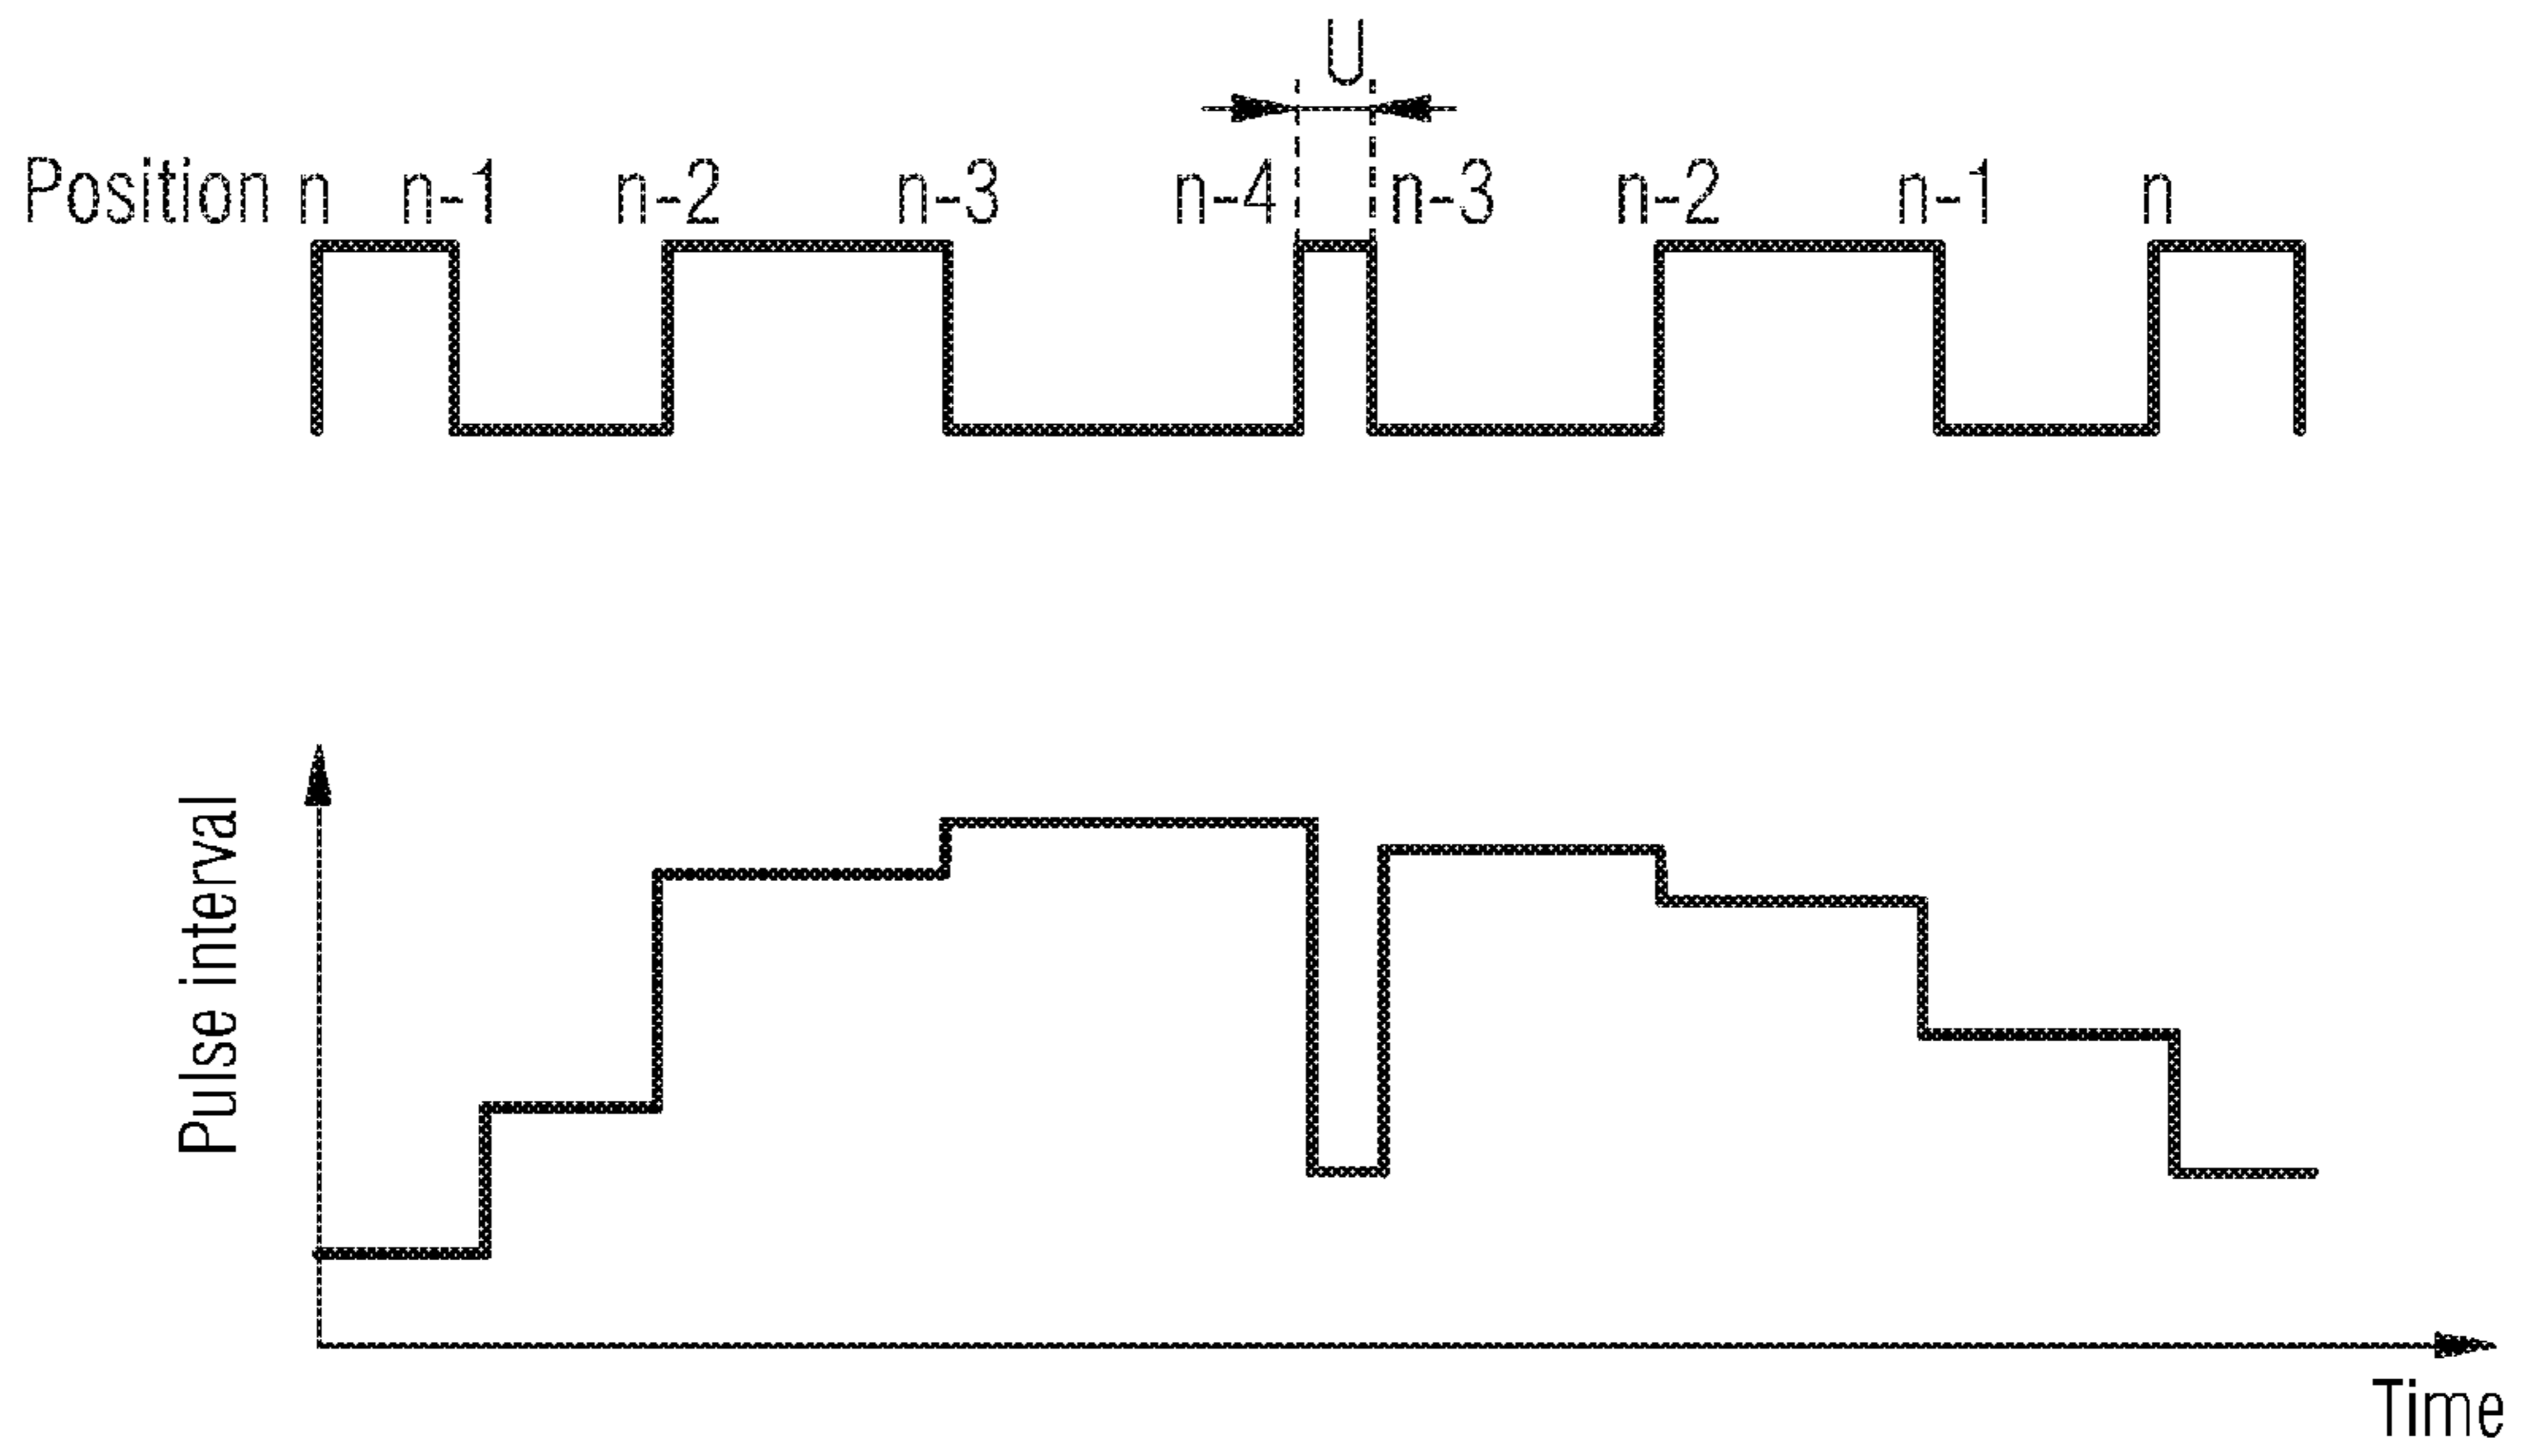 U
Position n n-1 n-2 n-3 n-4 n-3 n-2 n-1 n
Pulse interval
Time